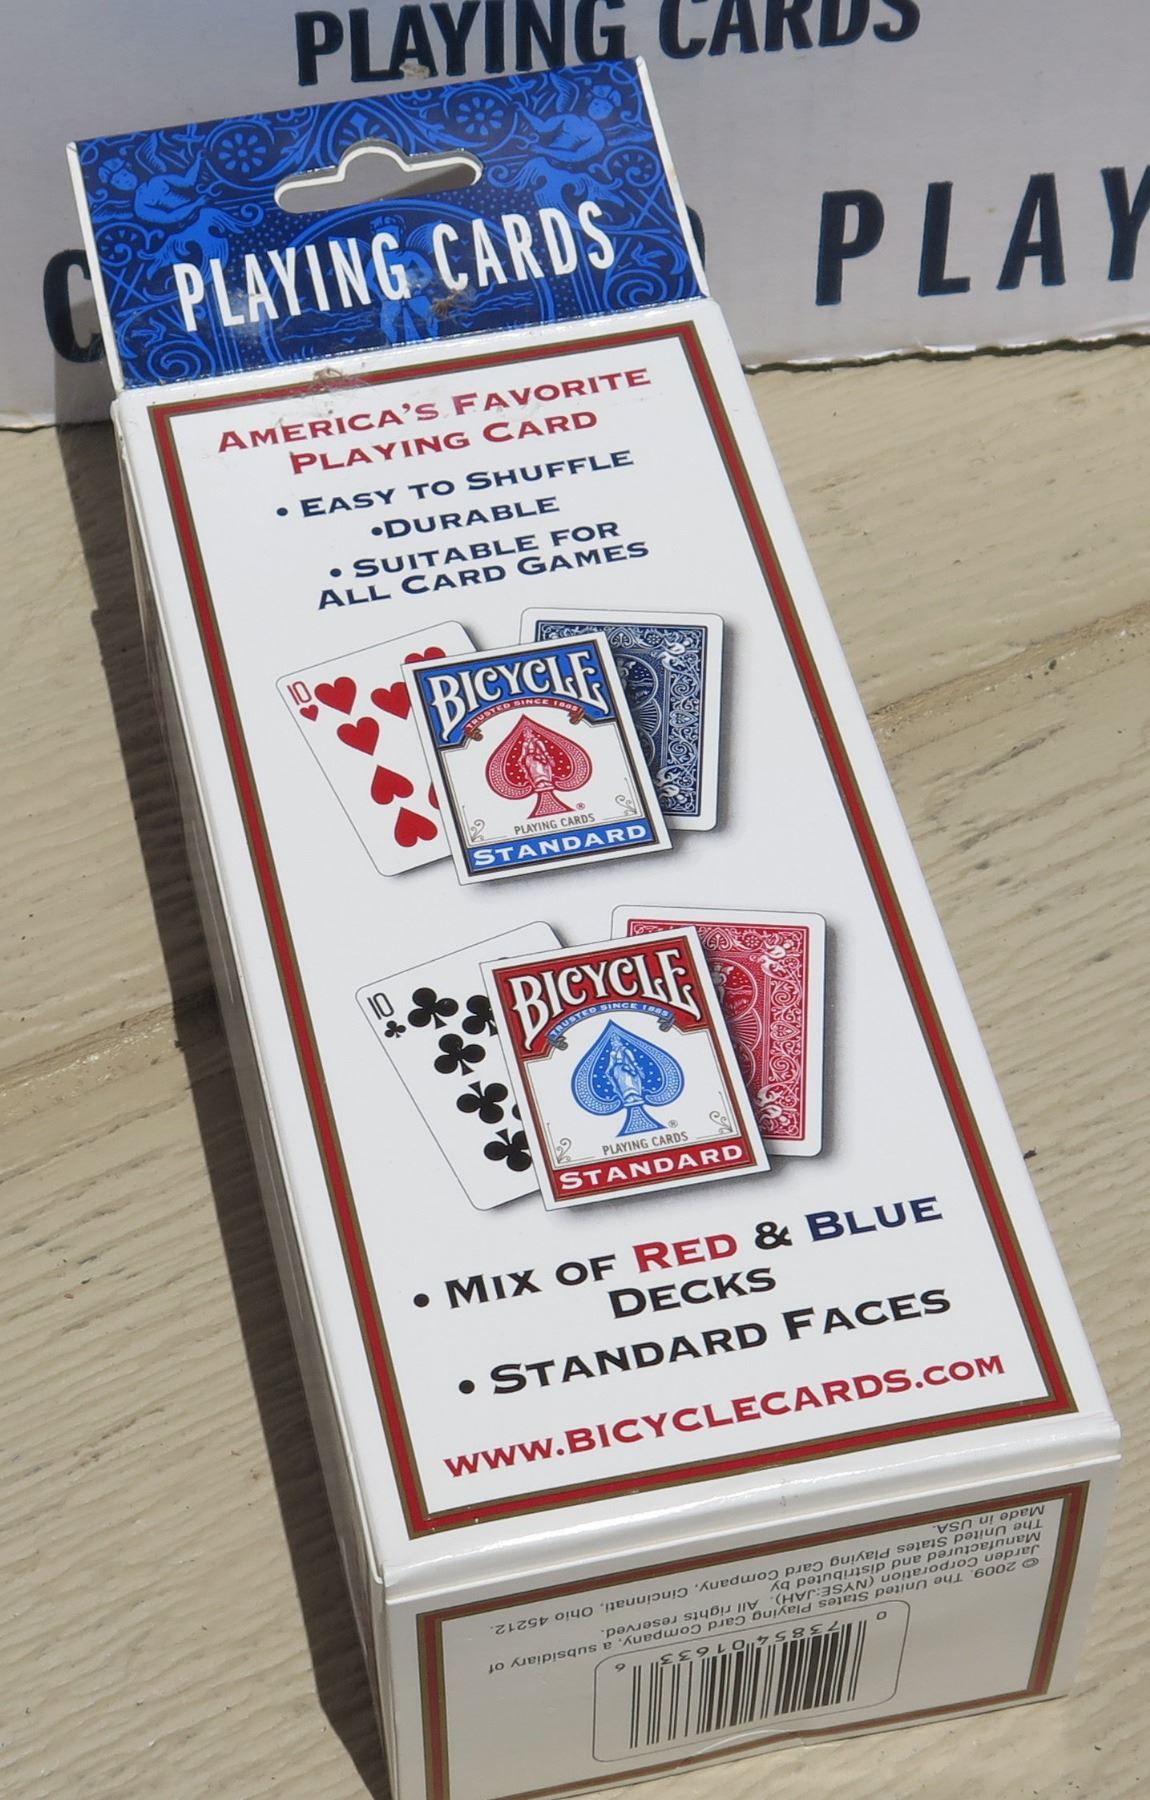 PLAYING CARDS
PLAY
PLAYING CARDS
AMERICA'S FAVORITE
PLAYING CARD
• EASY TO SHUFFLE
•DURABLE
• SUITABLE FOR
ALL CARD GAMES
10
BICYCLE
TRUSTED SINCE 1885
®
PLAYING CARDS
STANDARD
10
BICYCLE
TRUSTED SINCE 1885
®
PLAYING CARDS
STANDARD
• MIX OF RED & BLUE
DECKS
• STANDARD FACES
WWW.BICYCLECARDS.COM
© 2009. The United States Playing Card Company, a subsidiary of
Jarden Corporation (NYSE:JAH). All rights reserved.
Manufactured and distributed by
The United States Playing Card Company, Cincinnati, Ohio 45212.
Made in USA.
0 73854 01633 9